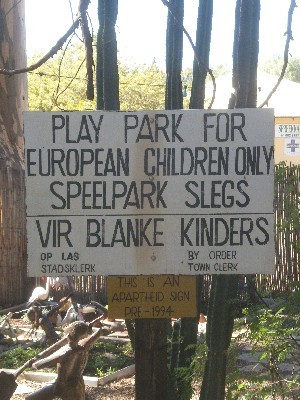 PLAY PARK FOR
EUROPEAN CHILDREN ONLY
SPEELPARK SLEGS
VIR BLANKE KINDERS
OP LAS
STADSKLERK
BY ORDER
TOWN CLERK
THIS IS AN
APARTHEID SIGN
PRE-1994